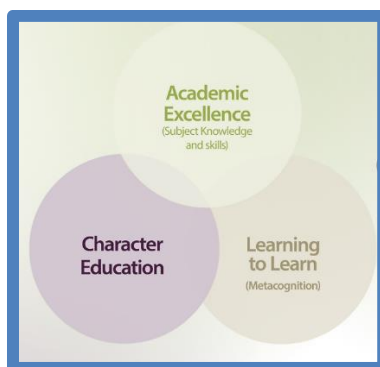 Academic
Excellence
(Subject Knowledge
and skills)
Character
Education
Learning
to Learn
(Metacognition)